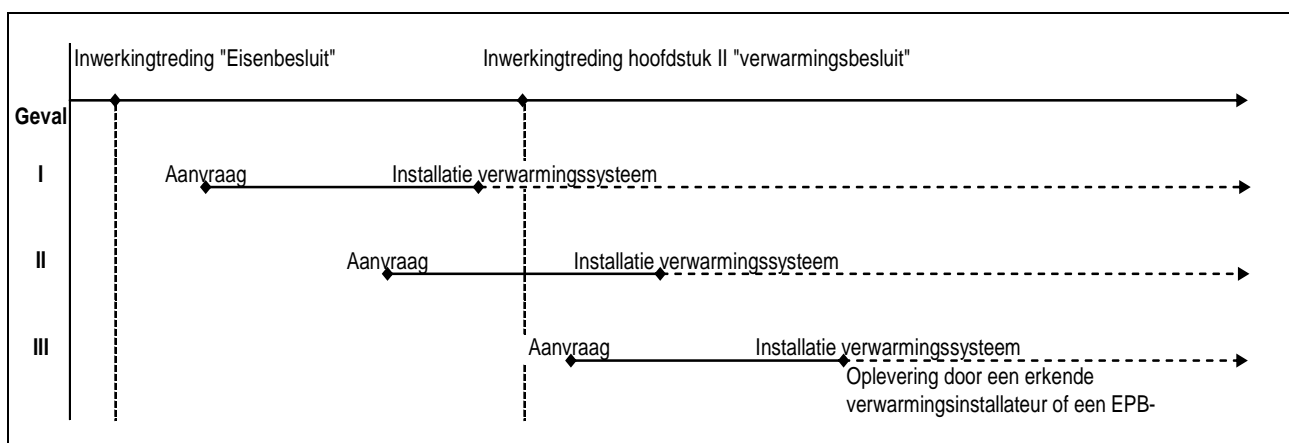 Inwerkingtreding "Eisenbesluit"
Inwerkingtreding hoofdstuk II "verwarmingsbesluit"
Geval
I
Aanvraag
Installatie verwarmingssysteem
II
Aanvraag
Installatie verwarmingssysteem
III
Aanvraag
Installatie verwarmingssysteem
Oplevering door een erkende
verwarmingsinstallateur of een EPB-